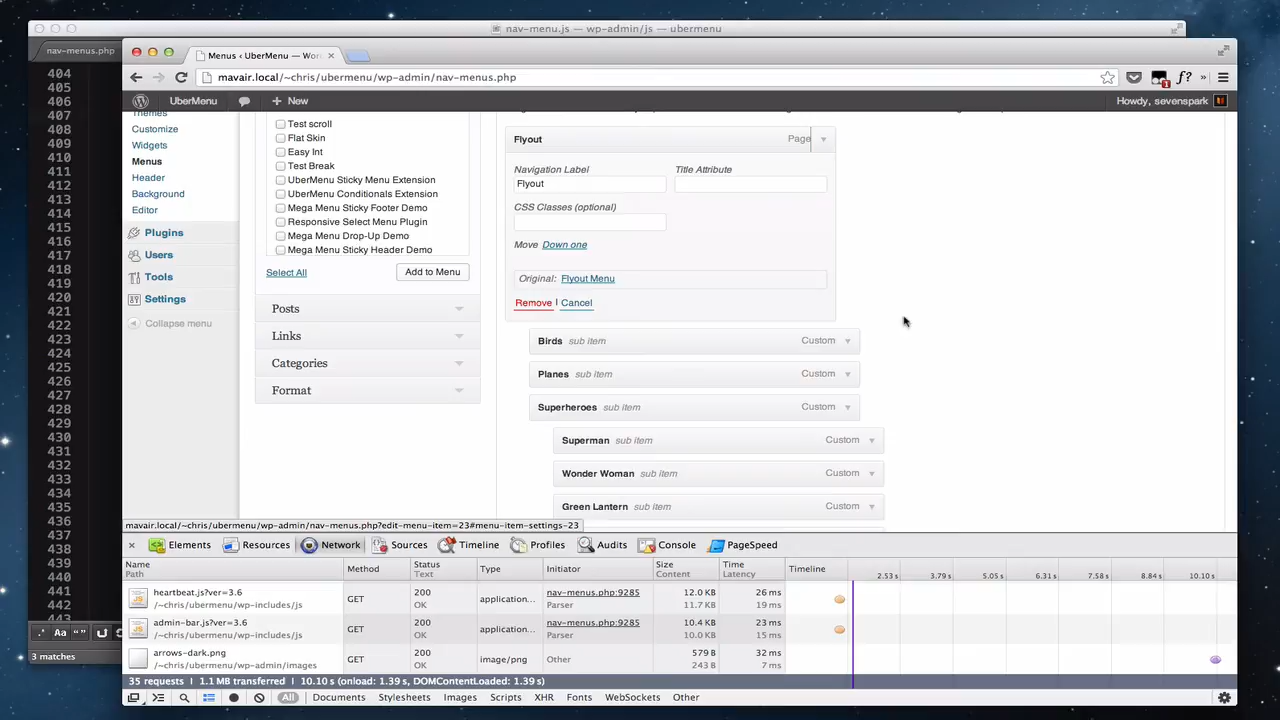 nav-menu.js — wp-admin/js — ubermenu
nav-menus.php
Menus ‹ UberMenu — Wor
mavair.local/~chris/ubermenu/wp-admin/nav-menus.php
f?
»
UberMenu
+ New
Howdy, sevenspark
404
405
406
407
408
409
410
411
412
413
414
415
416
417
418
419
420
421
422
423
424
425
426
427
428
429
430
431
432
433
434
435
436
437
438
439
440
441
442
443
Themes
Customize
Widgets
Menus
Header
Background
Editor
Plugins
Users
Tools
Settings
Collapse menu
Test scroll
Flat Skin
Easy Int
Test Break
UberMenu Sticky Menu Extension
UberMenu Conditionals Extension
Mega Menu Sticky Footer Demo
Responsive Select Menu Plugin
Mega Menu Drop-Up Demo
Mega Menu Sticky Header Demo
Select All
Add to Menu
Posts
Links
Categories
Format
Flyout Page
Navigation Label Title Attribute
Flyout
CSS Classes (optional)
Move Down one
Original: Flyout Menu
Remove | Cancel
Birds sub item Custom
Planes sub item Custom
Superheroes sub item Custom
Superman sub item Custom
Wonder Woman sub item Custom
Green Lantern sub item Custom
mavair.local/~chris/ubermenu/wp-admin/nav-menus.php?edit-menu-item=23#menu-item-settings-23
Elements Resources Network Sources Timeline Profiles Audits Console PageSpeed
Name Method Status Type Initiator Size Time Timeline
Path Text Content Latency 2.53 s 3.79 s 5.05 s 6.31 s 7.58 s 8.84 s 10.10 s
heartbeat.js?ver=3.6 GET 200 application... nav-menus.php:9285 12.0 KB 26 ms
/~chris/ubermenu/wp-includes/js OK Parser 11.7 KB 19 ms
admin-bar.js?ver=3.6 GET 200 application... nav-menus.php:9285 10.4 KB 23 ms
/~chris/ubermenu/wp-includes/js OK Parser 10.0 KB 15 ms
arrows-dark.png GET 200 image/png Other 579 B 32 ms
/~chris/ubermenu/wp-admin/images OK 243 B 7 ms
.* Aa “ ”
3 matches
35 requests | 1.1 MB transferred | 10.10 s (onload: 1.39 s, DOMContentLoaded: 1.39 s)
All Documents Stylesheets Images Scripts XHR Fonts WebSockets Other